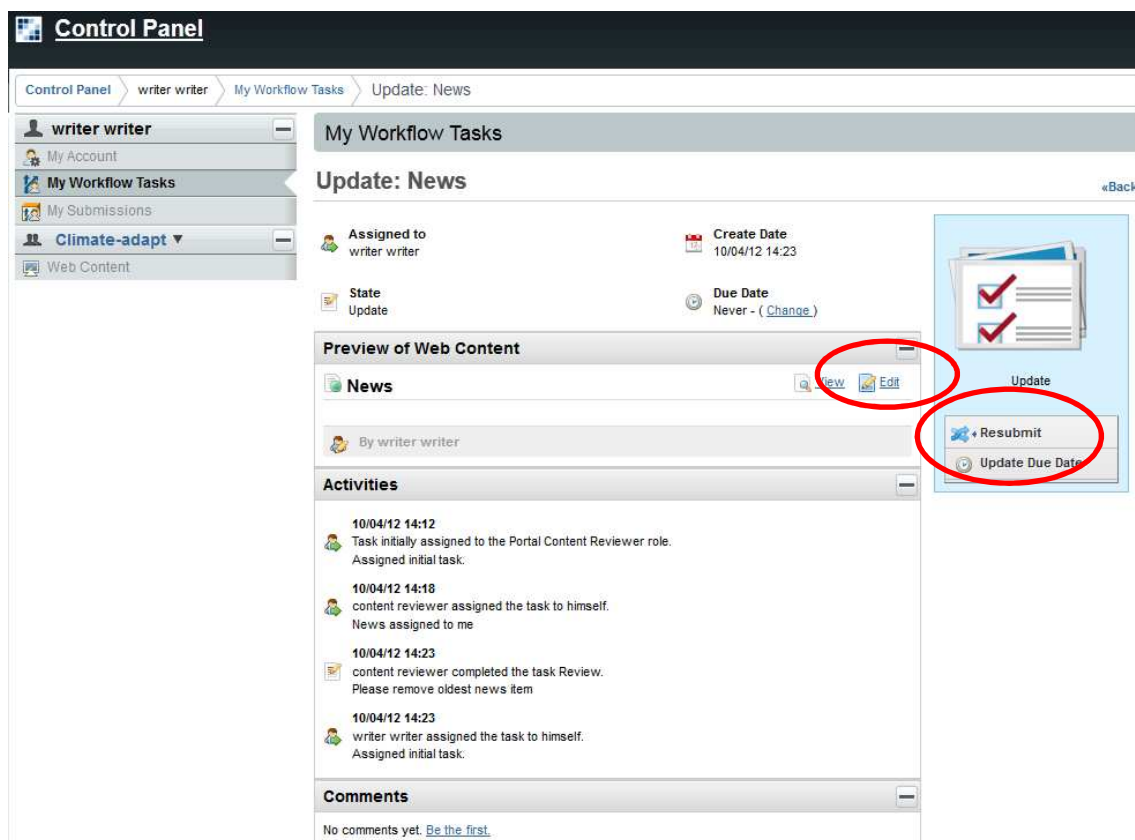 Control Panel
Control Panel writer writer My Workflow Tasks Update: News
writer writer
My Account
My Workflow Tasks
My Submissions
Climate-adapt ▼
Web Content
My Workflow Tasks
Update: News
«Back
Assigned to
writer writer
Create Date
10/04/12 14:23
State
Update
Due Date
Never - ( Change )
Preview of Web Content
News
View Edit
By writer writer
Update
Resubmit
Update Due Date
Activities
10/04/12 14:12
Task initially assigned to the Portal Content Reviewer role.
Assigned initial task.
10/04/12 14:18
content reviewer assigned the task to himself.
News assigned to me
10/04/12 14:23
content reviewer completed the task Review.
Please remove oldest news item
10/04/12 14:23
writer writer assigned the task to himself.
Assigned initial task.
Comments
No comments yet. Be the first.